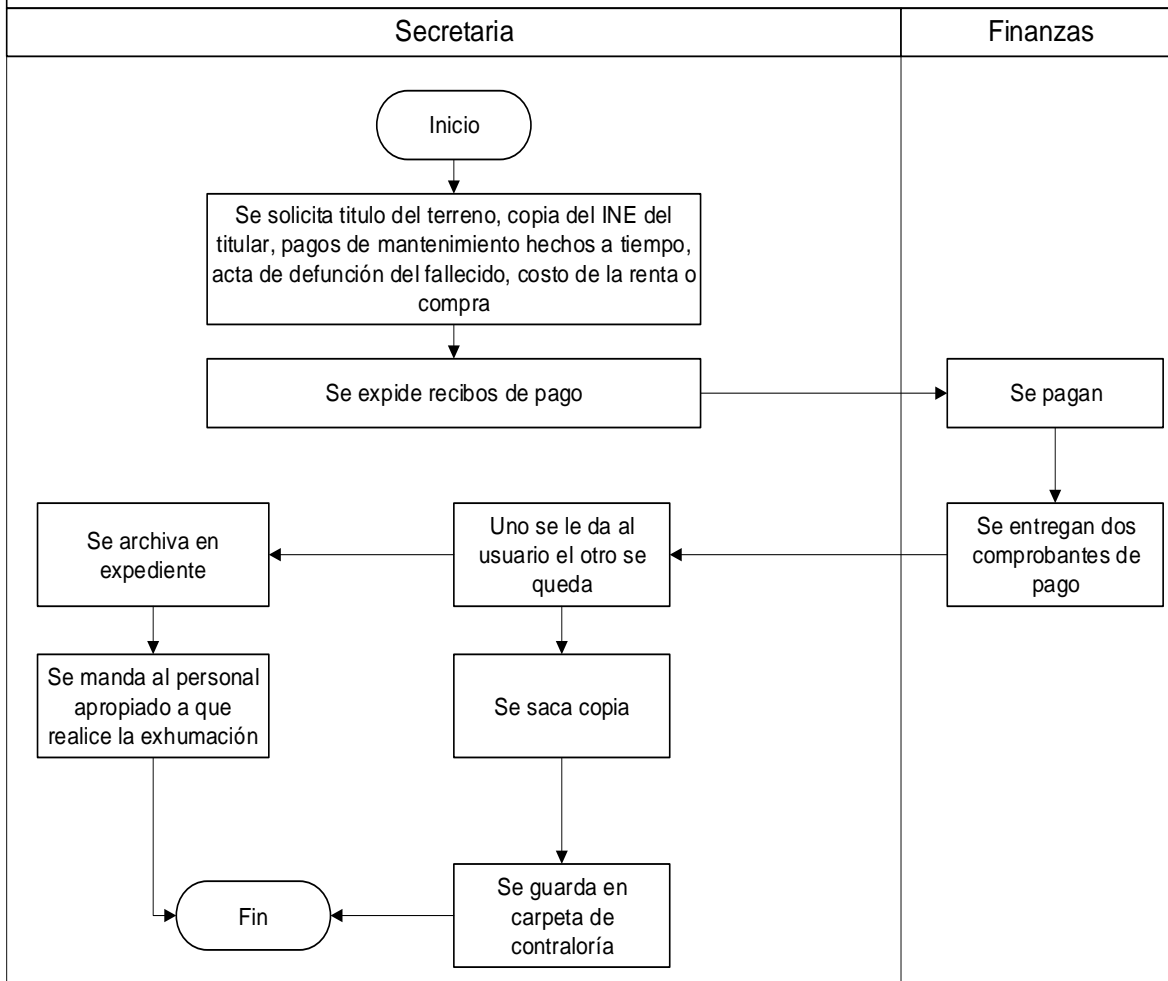 Secretaria
Finanzas
Inicio
Se solicita titulo del terreno, copia del INE del
titular, pagos de mantenimiento hechos a tiempo,
acta de defunción del fallecido, costo de la renta o
compra
Se expide recibos de pago
Se pagan
Se archiva en
expediente
Uno se le da al
usuario el otro se
queda
Se entregan dos
comprobantes de
pago
Se manda al personal
apropiado a que
realice la exhumación
Se saca copia
Fin
Se guarda en
carpeta de
contraloría